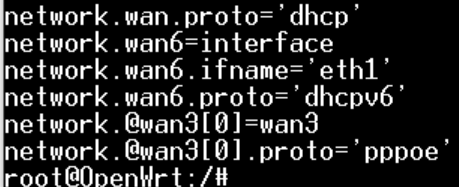 network.wan.proto='dhcp'
network.wan6=interface
network.wan6.ifname='eth1'
network.wan6.proto='dhcpv6'
network.@wan3[0]=wan3
network.@wan3[0].proto='pppoe'
root@OpenWrt:/#